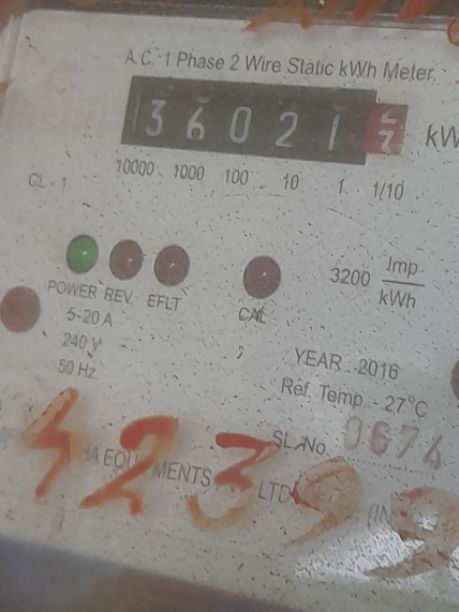 A.C. 1 Phase 2 Wire Static kWh Meter.
36021 kW
10000 1000 100 10 1 1/10
CL - 1
3200 Imp
kWh
POWER REV. EFLT CAL
5-20 A
240 V
50 Hz
YEAR : 2016
Ref. Temp. - 27°C
SL. No. 0674
MENTS LTD
42399